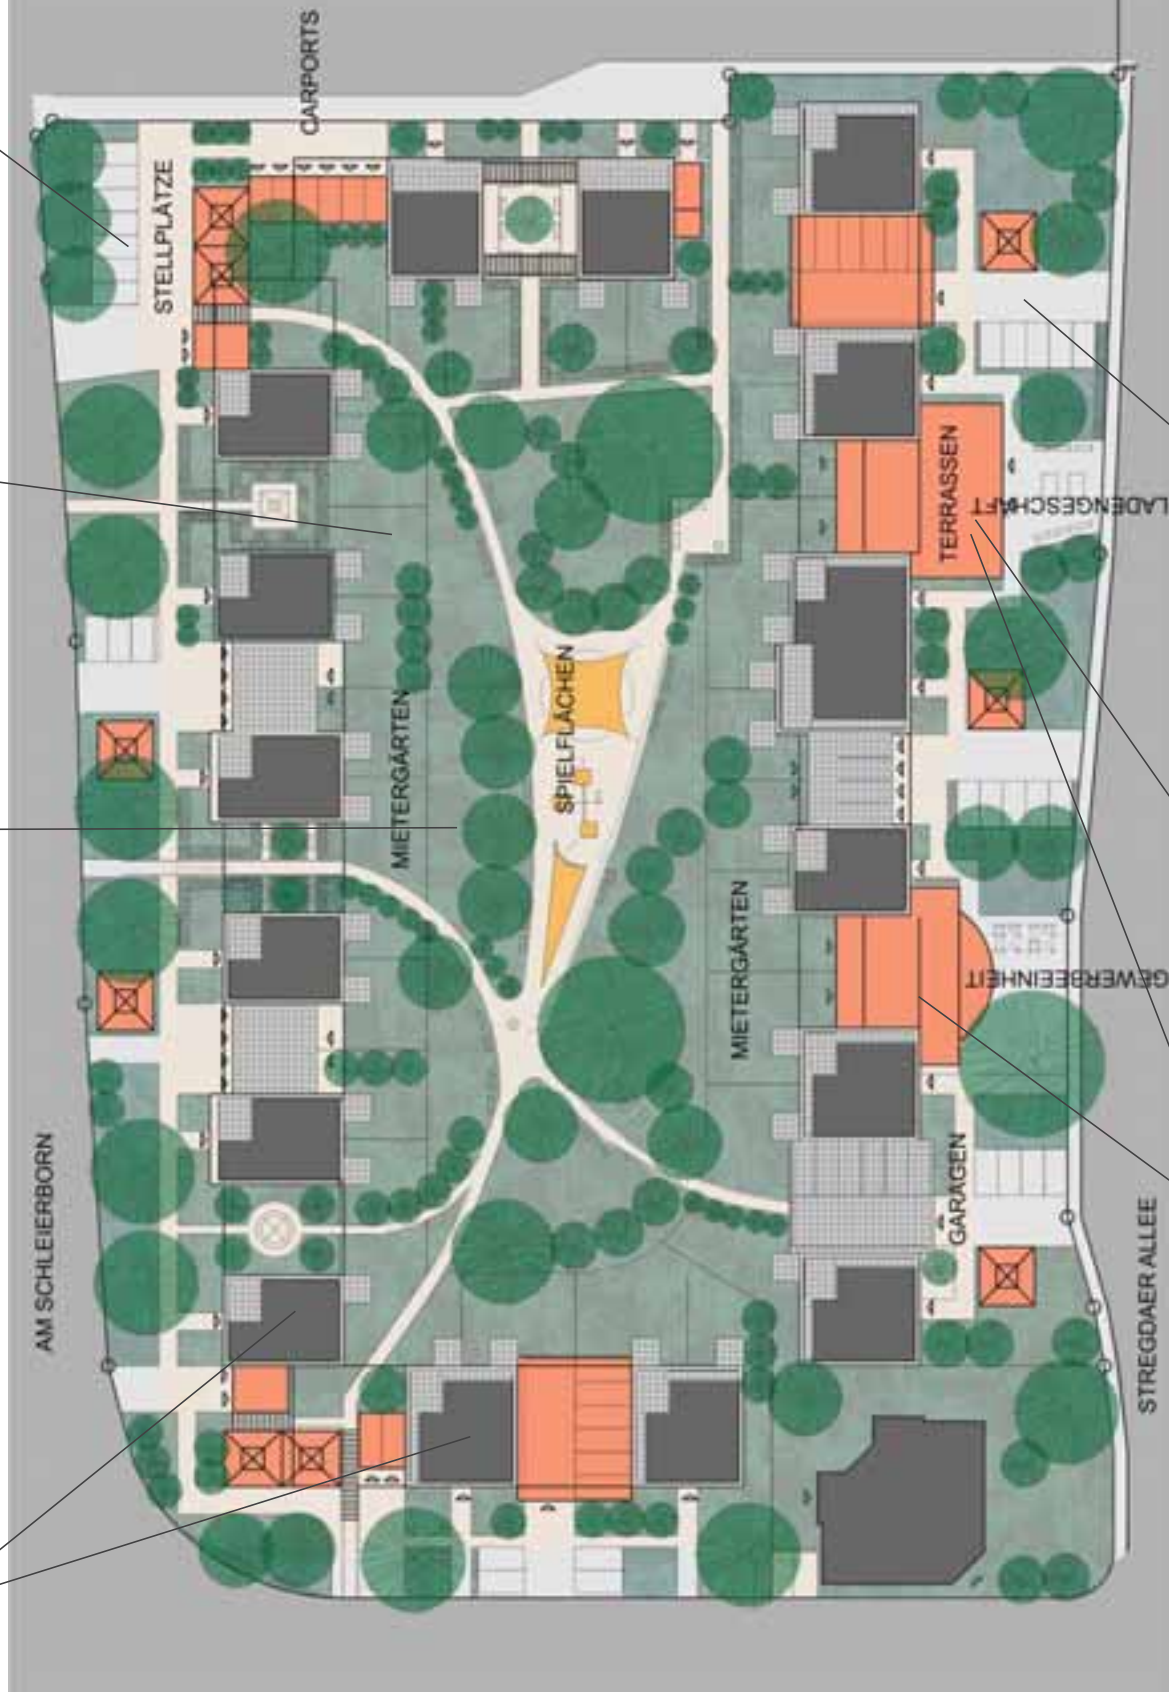 CARPORTS
STELLPLÄTZE
TERRASSEN
LADENGESCHÄFT
SPIELFLÄCHEN
MIETERGÄRTEN
MIETERGÄRTEN
GEWERBEEINHEIT
AM SCHLEIERBORN
GARAGEN
STREGDAER ALLEE